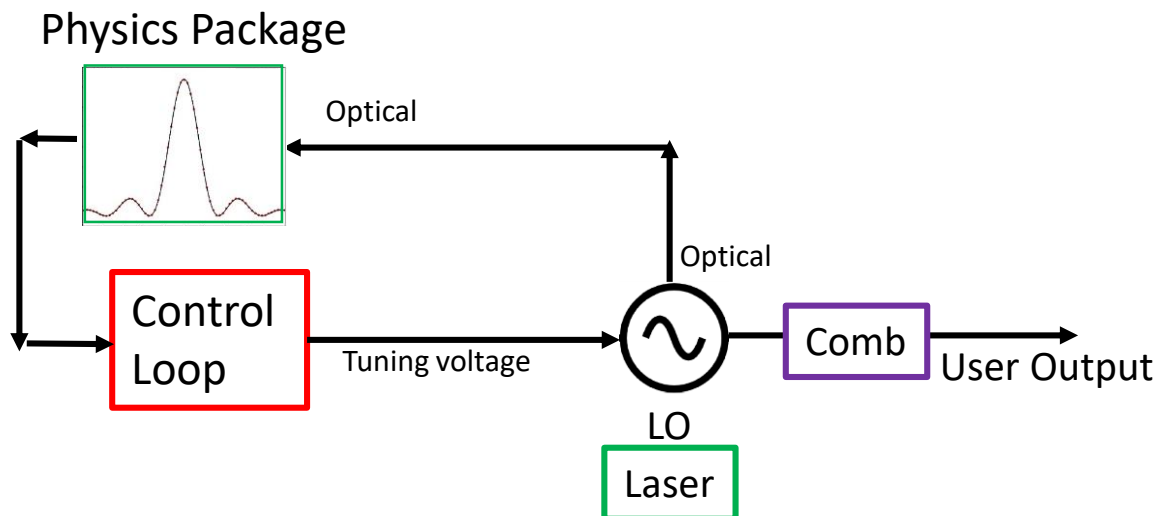 Physics Package
Optical
Optical
Control
Loop
Tuning voltage
Comb
User Output
LO
Laser